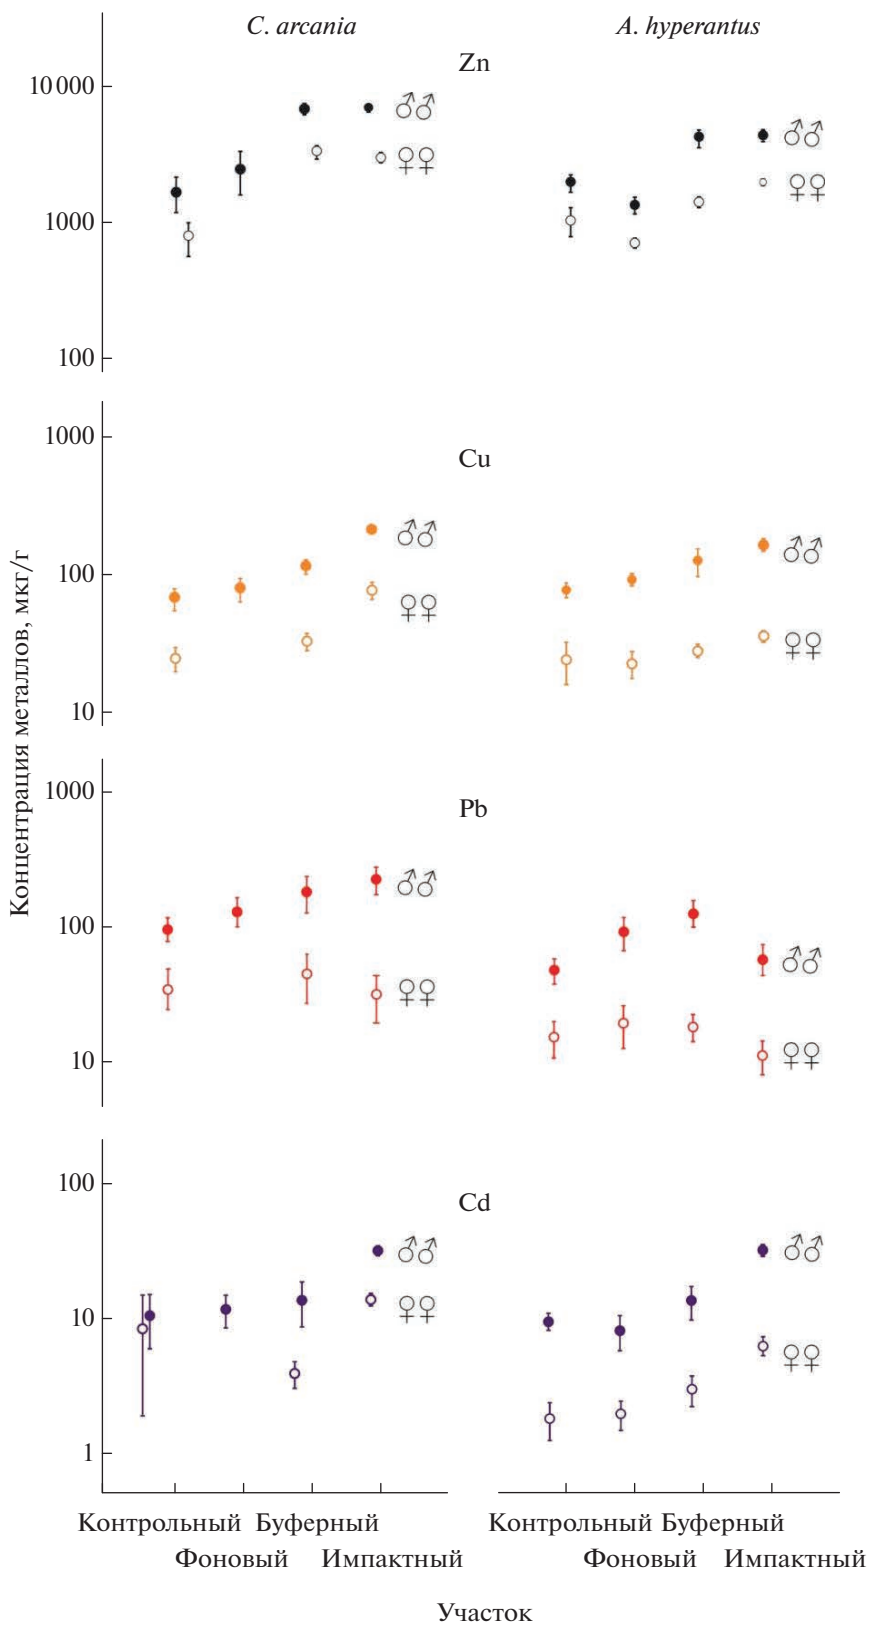 C. arcania A. hyperantus
Zn
10 000
♂♂ ♂♂
♀♀ ♀♀
1000
100
1000
Cu
♂♂ ♂♂
100
♀♀ ♀♀
10
1000
Pb
♂♂
100
♂♂
♀♀
10 ♀♀
100
Cd
♂♂ ♂♂
10 ♀♀
♀♀
1
Концентрация металлов, мкг/г
Контрольный Буферный Контрольный Буферный
Фоновый Импактный Фоновый Импактный
Участок